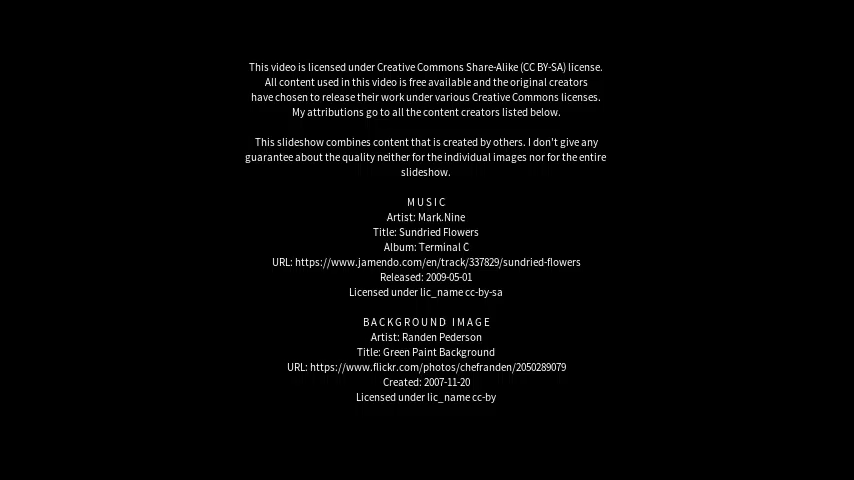 This video is licensed under Creative Commons Share-Alike (CC BY-SA) license.
All content used in this video is free available and the original creators
have chosen to release their work under various Creative Commons licenses.
My attributions go to all the content creators listed below.
This slideshow combines content that is created by others. I don't give any
guarantee about the quality neither for the individual images nor for the entire
slideshow.
MUSIC
Artist: Mark.Nine
Title: Sundried Flowers
Album: Terminal C
URL: https://www.jamendo.com/en/track/337829/sundried-flowers
Released: 2009-05-01
Licensed under lic_name cc-by-sa
BACKGROUND IMAGE
Artist: Randen Pederson
Title: Green Paint Background
URL: https://www.flickr.com/photos/chefranden/2050289079
Created: 2007-11-20
Licensed under lic_name cc-by